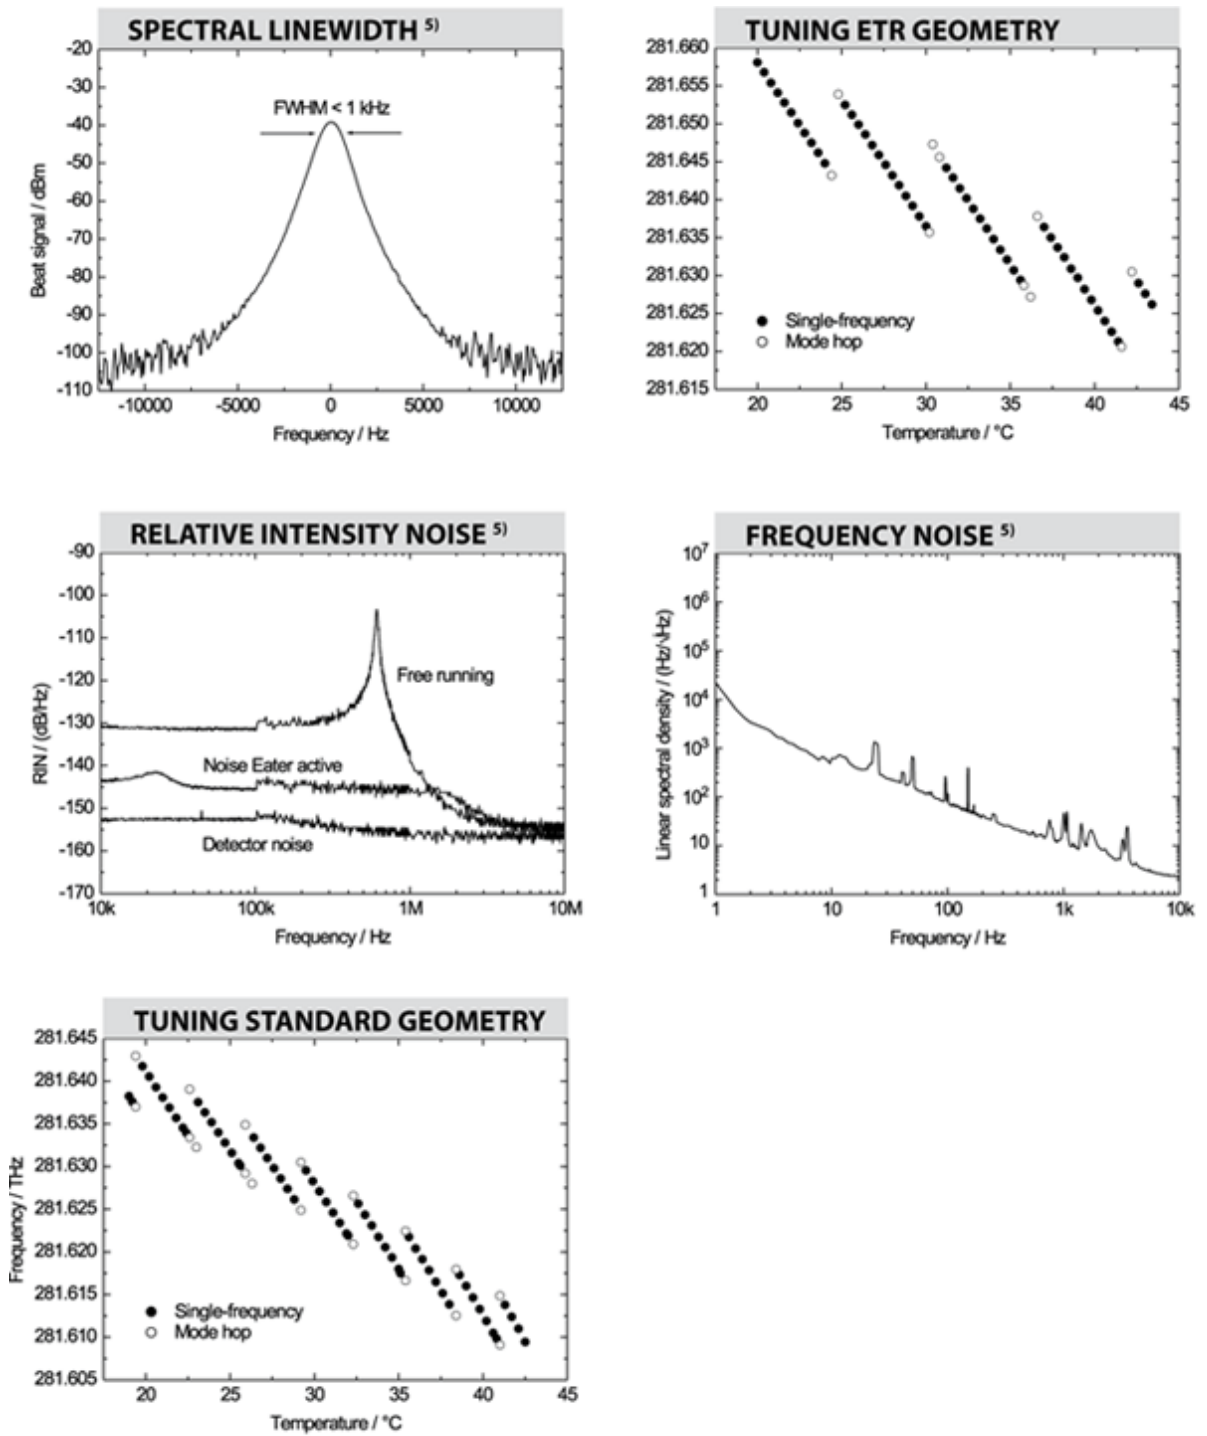 SPECTRAL LINEWIDTH 5)
-20
-30
-40
-50
-60
-70
-80
-90
-100
-110
Beat signal / dBm
FWHM < 1 kHz
-10000 -5000 0 5000 10000
Frequency / Hz
TUNING ETR GEOMETRY
281.660
281.655
281.650
281.645
281.640
281.635
281.630
281.625
281.620
281.615
Single-frequency
Mode hop
20 25 30 35 40 45
Temperature / °C
RELATIVE INTENSITY NOISE 5)
-90
-100
-110
-120
-130
-140
-150
-160
-170
RIN / (dB/Hz)
Free running
Noise Eater active
Detector noise
10k 100k 1M 10M
Frequency / Hz
FREQUENCY NOISE 5)
10⁷
10⁶
10⁵
10⁴
10³
10²
10
1
Linear spectral density / (Hz/√Hz)
1 10 100 1k 10k
Frequency / Hz
TUNING STANDARD GEOMETRY
281.645
281.640
281.635
281.630
281.625
281.620
281.615
281.610
281.605
Frequency / THz
Single-frequency
Mode hop
20 25 30 35 40 45
Temperature / °C